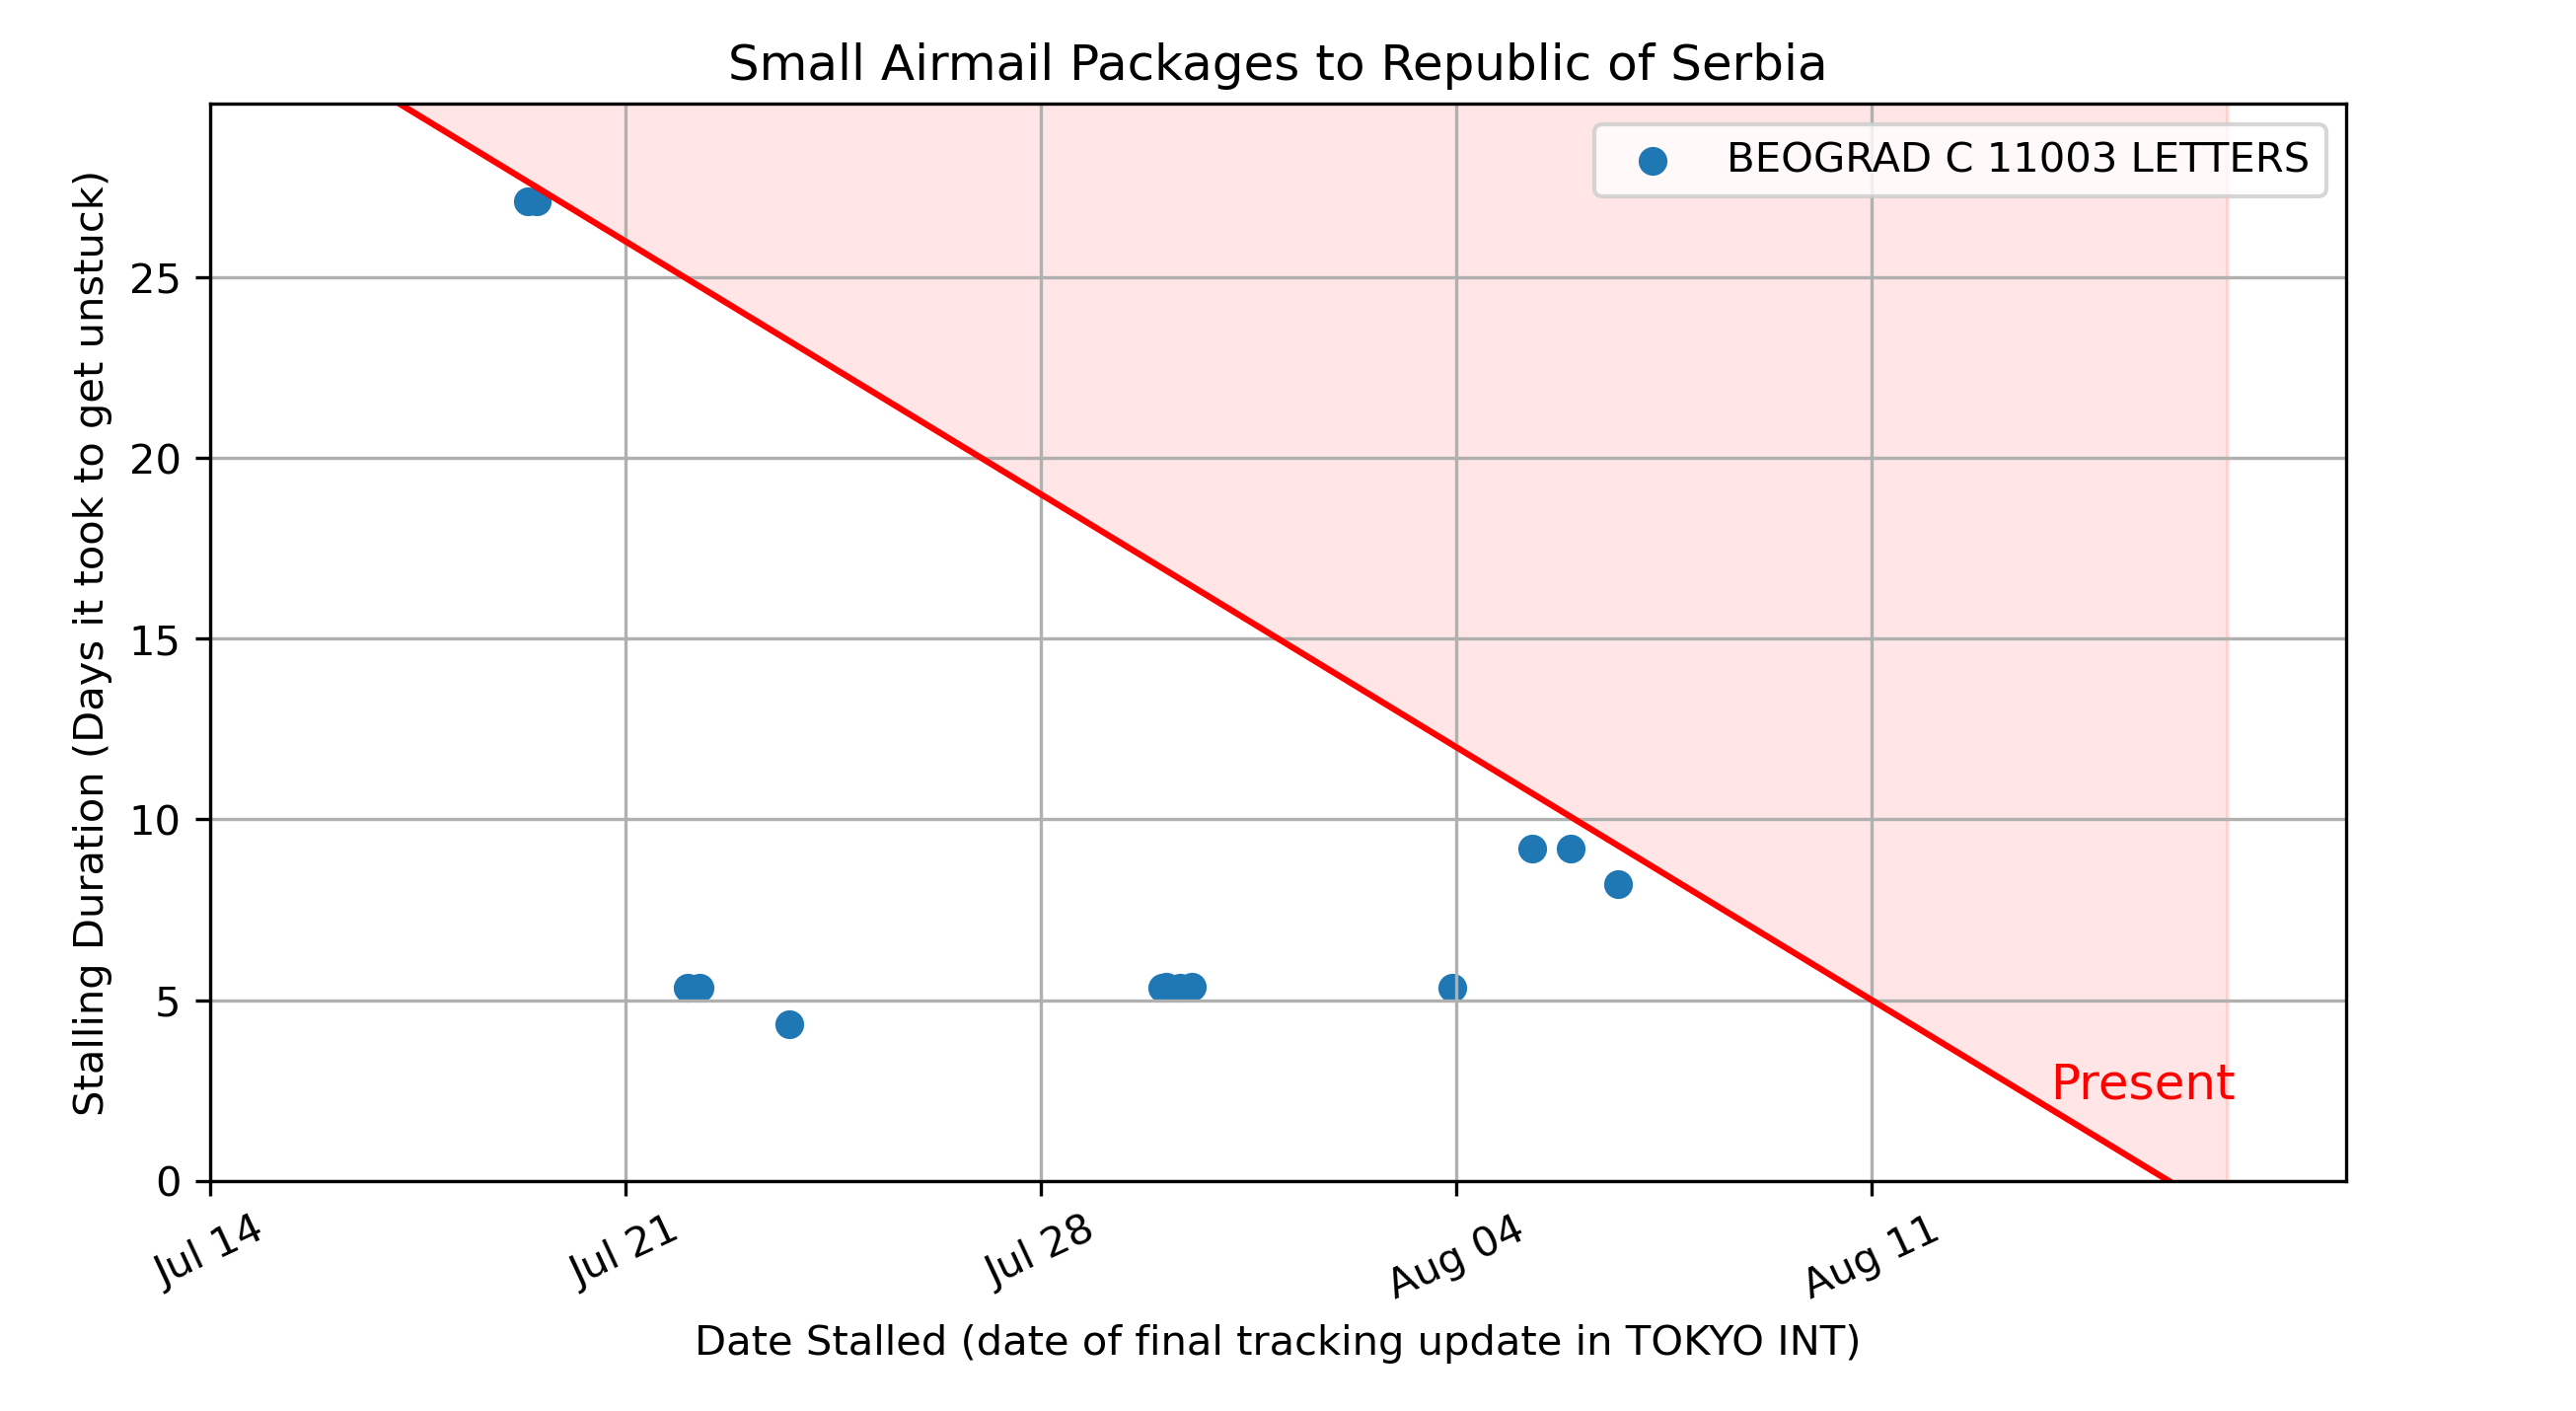 Small Airmail Packages to Republic of Serbia
BEOGRAD C 11003 LETTERS
Stalling Duration (Days it took to get unstuck)
25
20
15
10
5
0
Present
Jul 14
Jul 21
Jul 28
Aug 04
Aug 11
Date Stalled (date of final tracking update in TOKYO INT)